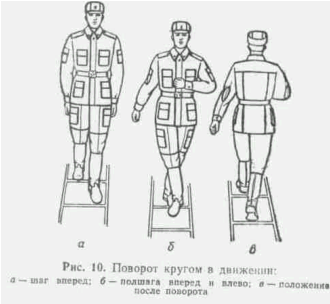 а б в
Рис. 10. Поворот кругом в движении:
а — шаг вперед; б — полшага вперед и влево; в — положение
после поворота